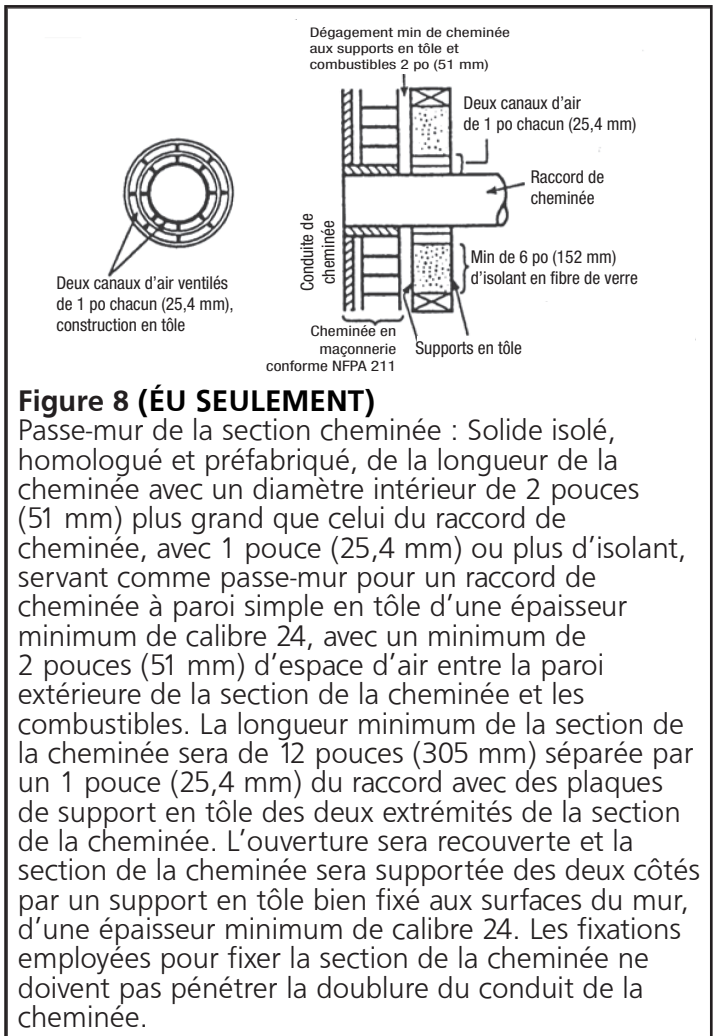 Dégagement min de cheminée
aux supports en tôle et
combustibles 2 po (51 mm)
Deux canaux d'air
de 1 po chacun (25,4 mm)
Raccord de
cheminée
Conduite de
cheminée
Min de 6 po (152 mm)
d'isolant en fibre de verre
Deux canaux d'air ventilés
de 1 po chacun (25,4 mm),
construction en tôle
Cheminée en
maçonnerie
conforme NFPA 211
Supports en tôle
Figure 8 (ÉU SEULEMENT)
Passe-mur de la section cheminée : Solide isolé,
homologué et préfabriqué, de la longueur de la
cheminée avec un diamètre intérieur de 2 pouces
(51 mm) plus grand que celui du raccord de
cheminée, avec 1 pouce (25,4 mm) ou plus d'isolant,
servant comme passe-mur pour un raccord de
cheminée à paroi simple en tôle d'une épaisseur
minimum de calibre 24, avec un minimum de
2 pouces (51 mm) d'espace d'air entre la paroi
extérieure de la section de la cheminée et les
combustibles. La longueur minimum de la section de
la cheminée sera de 12 pouces (305 mm) séparée par
un 1 pouce (25,4 mm) du raccord avec des plaques
de support en tôle des deux extrémités de la section
de la cheminée. L'ouverture sera recouverte et la
section de la cheminée sera supportée des deux côtés
par un support en tôle bien fixé aux surfaces du mur,
d'une épaisseur minimum de calibre 24. Les fixations
employées pour fixer la section de la cheminée ne
doivent pas pénétrer la doublure du conduit de la
cheminée.